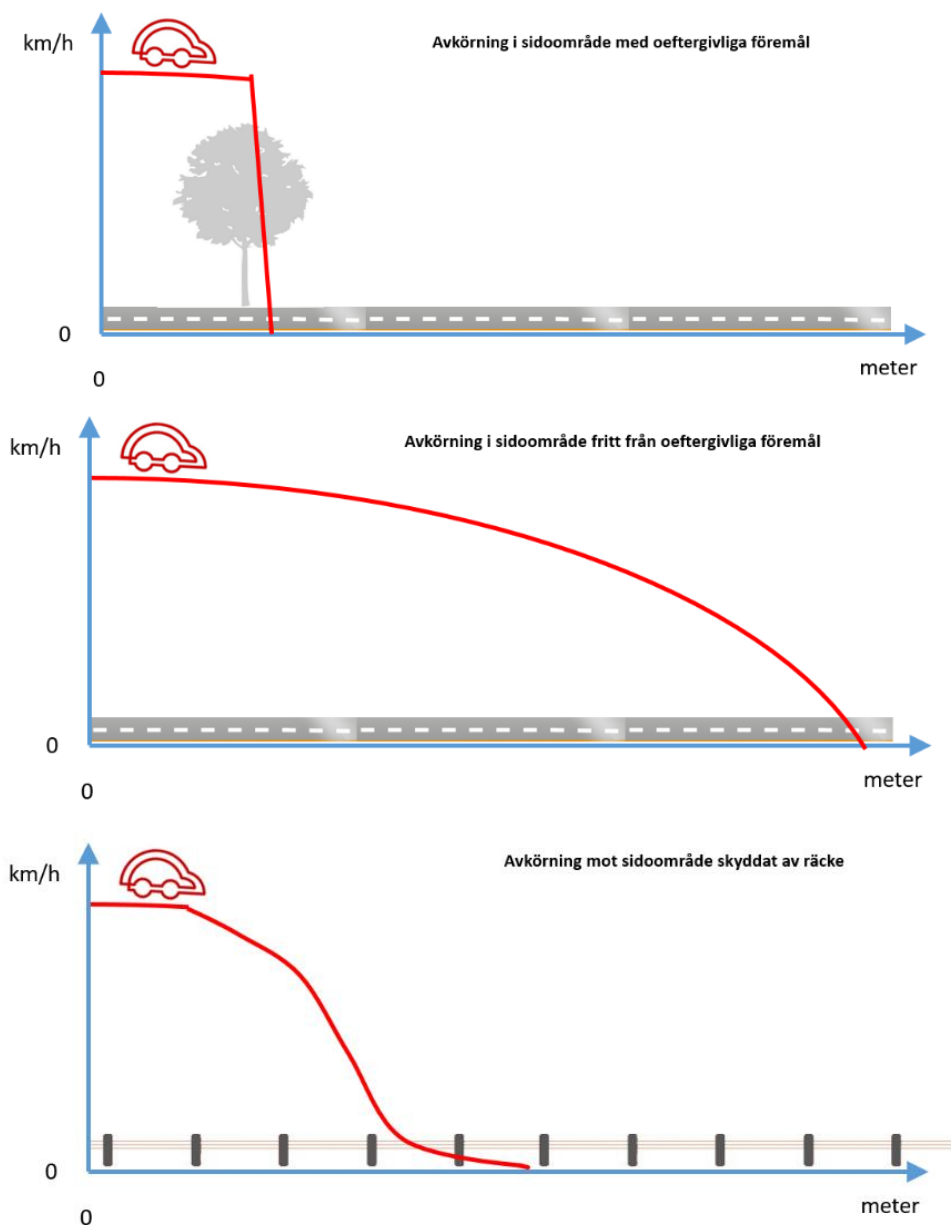 km/h
Avkörning i sidoområde med oeftergivliga föremål
0
0
meter
km/h
Avkörning i sidoområde fritt från oeftergivliga föremål
0
0
meter
km/h
Avkörning mot sidoområde skyddat av räcke
0
0
meter